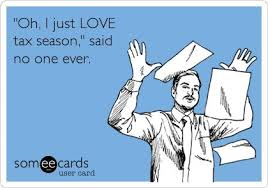 "Oh, I just LOVE
tax season," said
no one ever.
someecards
user card